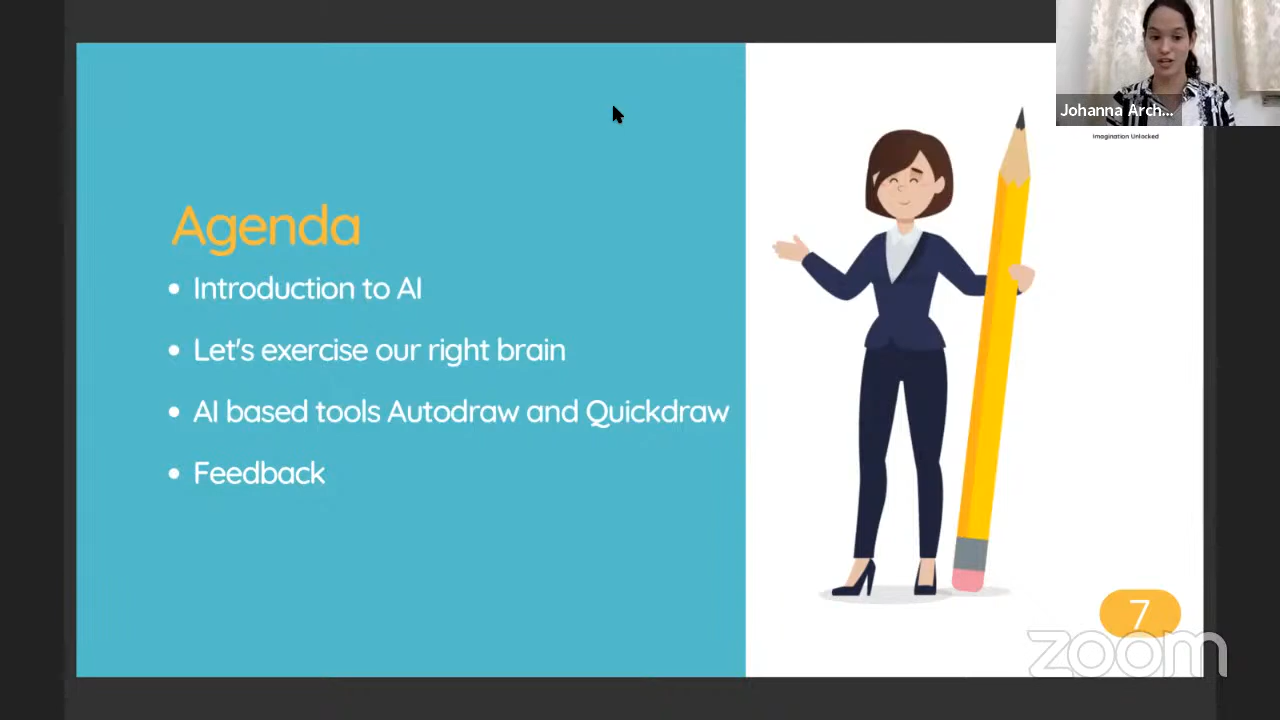 Johanna Arch...
Imagination Unlocked
Agenda
• Introduction to AI
• Let's exercise our right brain
• AI based tools Autodraw and Quickdraw
• Feedback
7
zoom